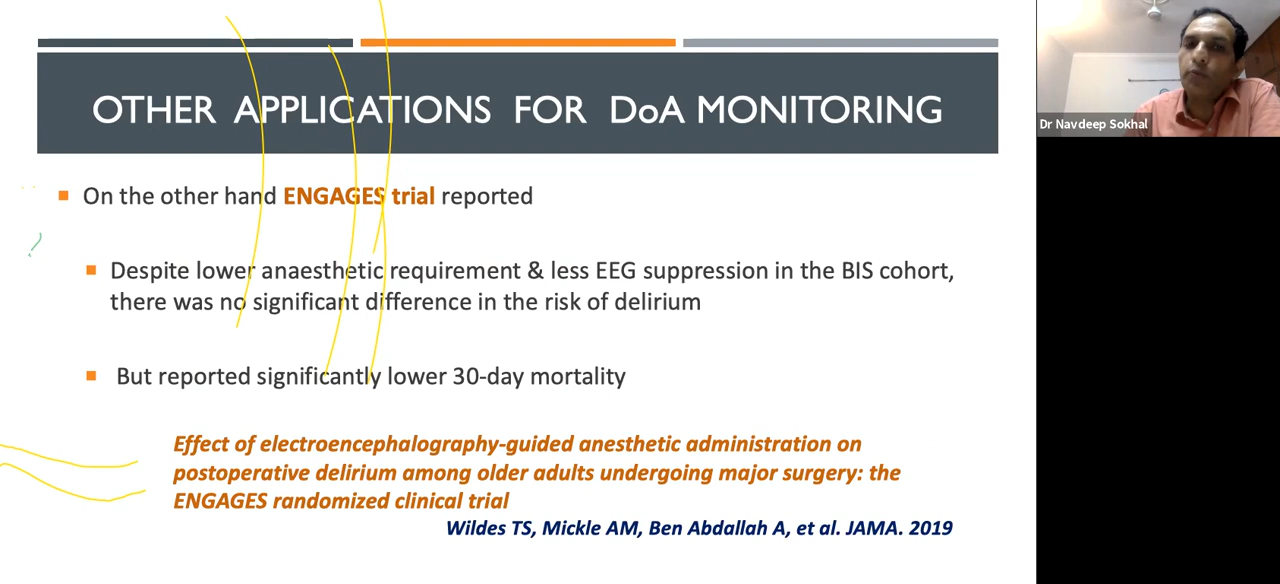 OTHER APPLICATIONS FOR DoA MONITORING
Dr Navdeep Sokhal
On the other hand ENGAGES trial reported
Despite lower anaesthetic requirement & less EEG suppression in the BIS cohort,
there was no significant difference in the risk of delirium
But reported significantly lower 30-day mortality
Effect of electroencephalography-guided anesthetic administration on
postoperative delirium among older adults undergoing major surgery: the
ENGAGES randomized clinical trial
Wildes TS, Mickle AM, Ben Abdallah A, et al. JAMA. 2019